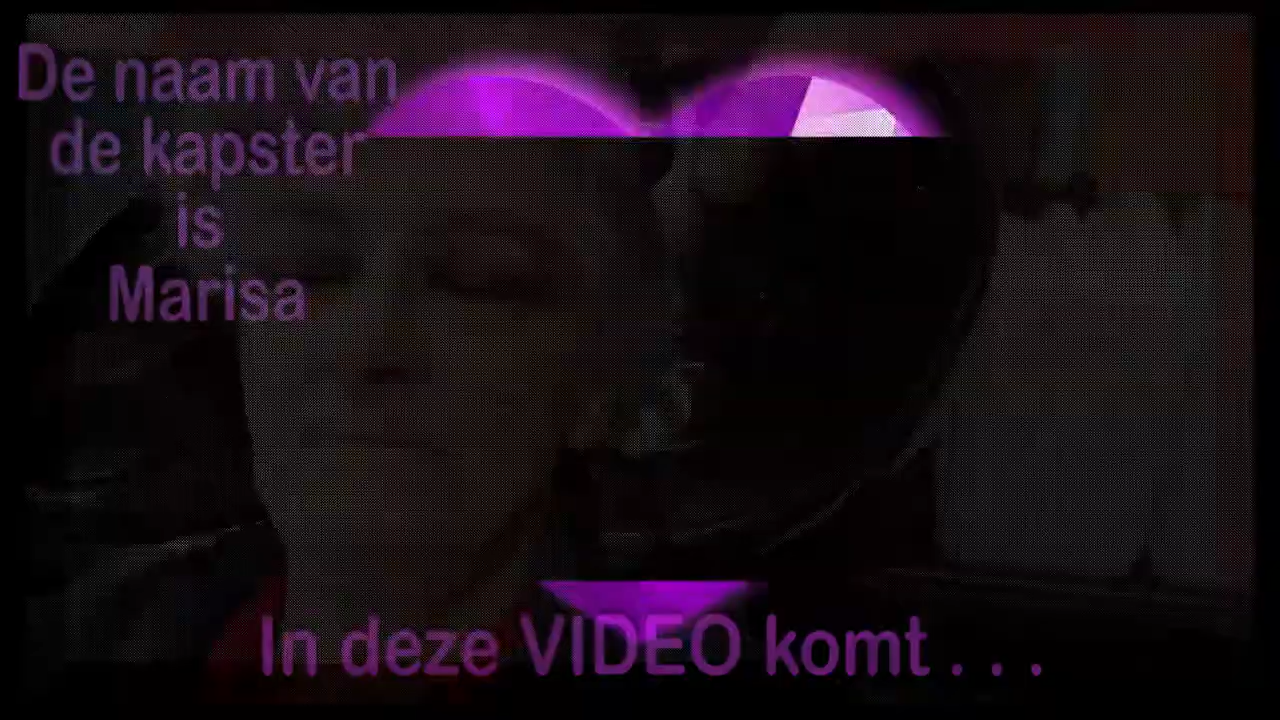 De naam van
de kapster
is
Marisa
In deze VIDEO komt . . .